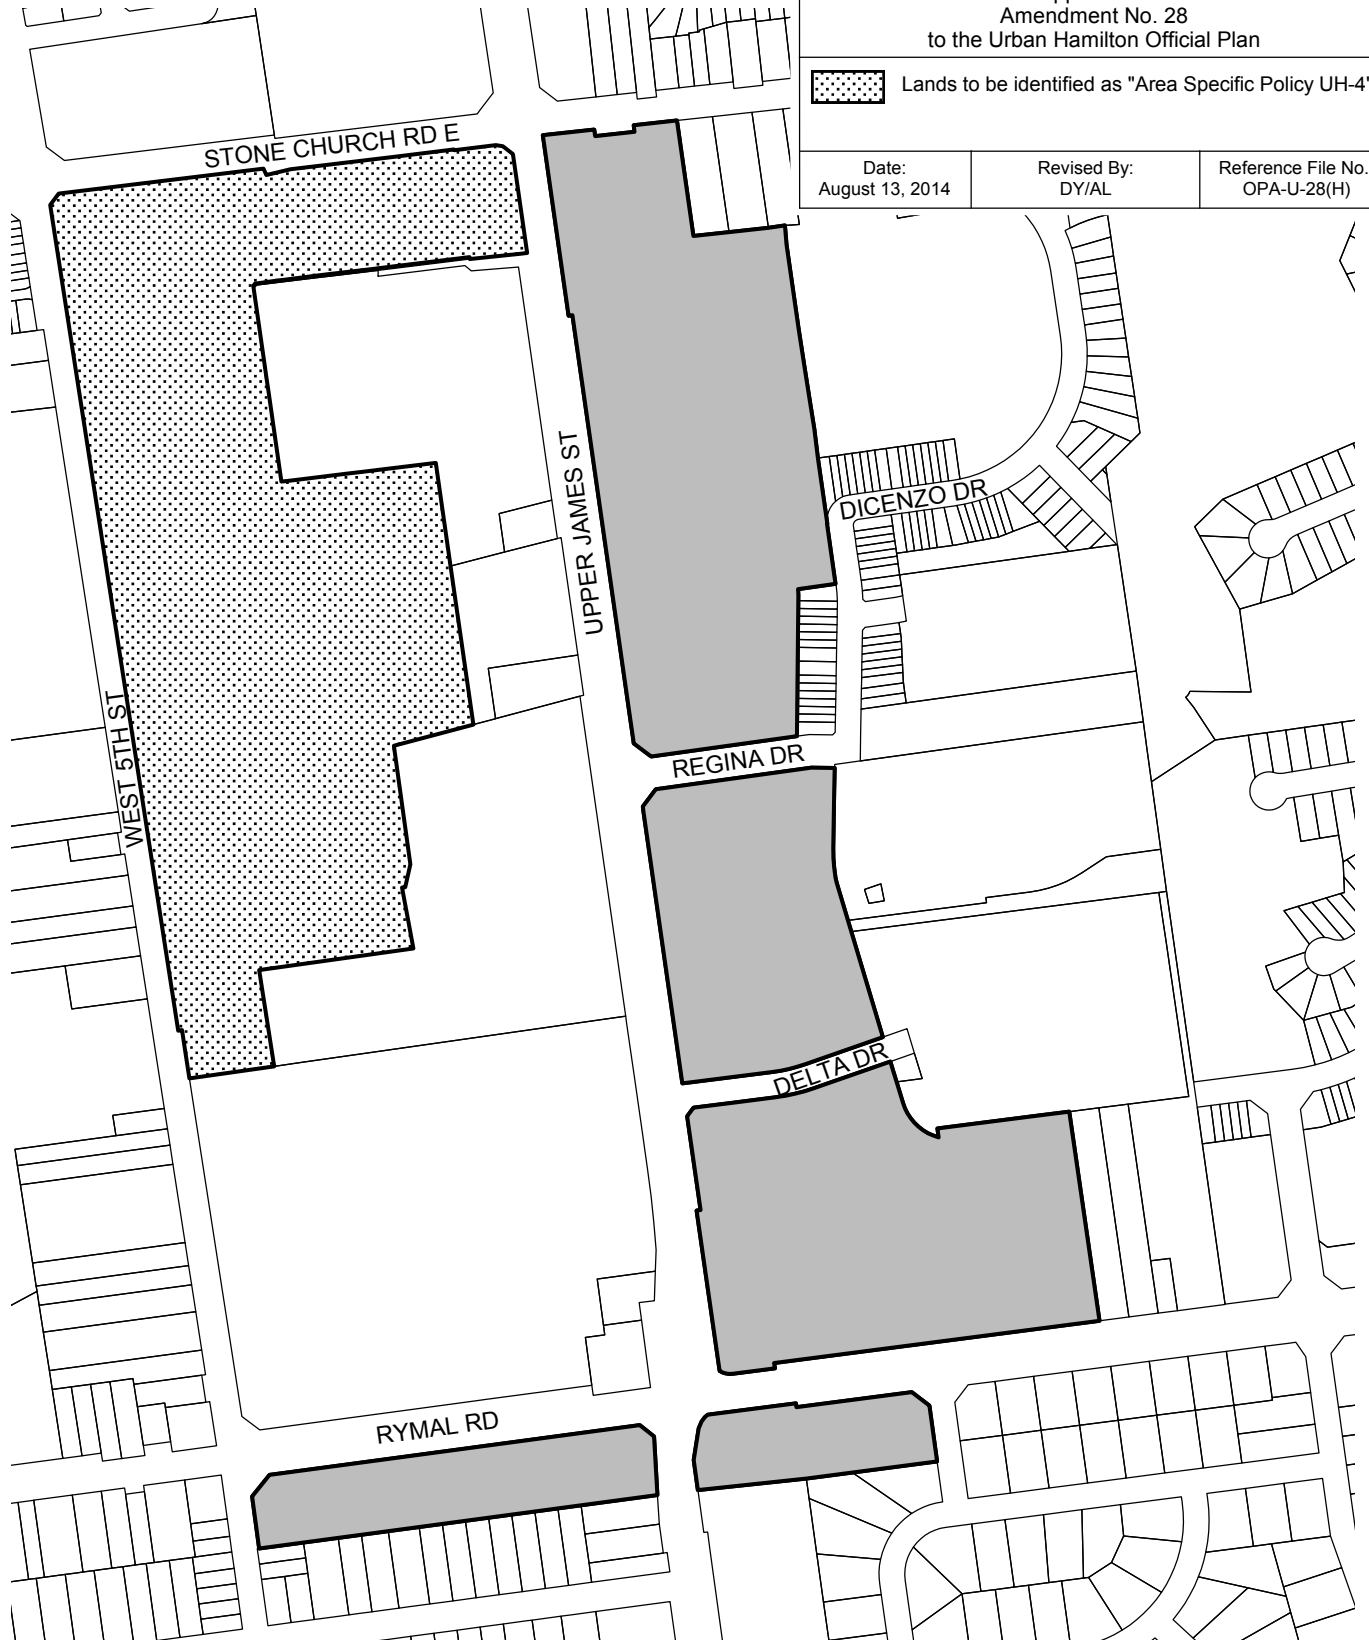 Amendment No. 28
to the Urban Hamilton Official Plan
Lands to be identified as "Area Specific Policy UH-4"
Date:
August 13, 2014
Revised By:
DY/AL
Reference File No.
OPA-U-28(H)
STONE CHURCH RD E
UPPER JAMES ST
DICENZO DR
WEST 5TH ST
REGINA DR
DELTA DR
RYMAL RD